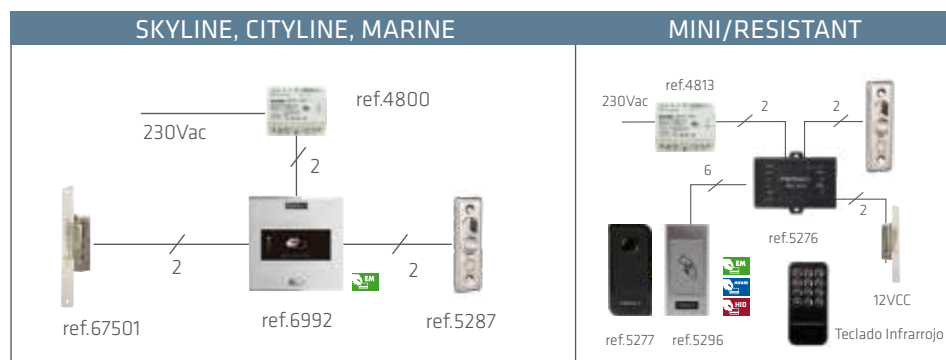 SKYLINE, CITYLINE, MARINE
ref.4800
230Vac
2
2
2
EM
ref.67501
ref.6992
ref.5287
MINI/RESISTANT
ref.4813
230Vac
2
2
6
2
ref.5276
EM
HID
12VCC
ref.5277
ref.5296
Teclado Infrarrojo